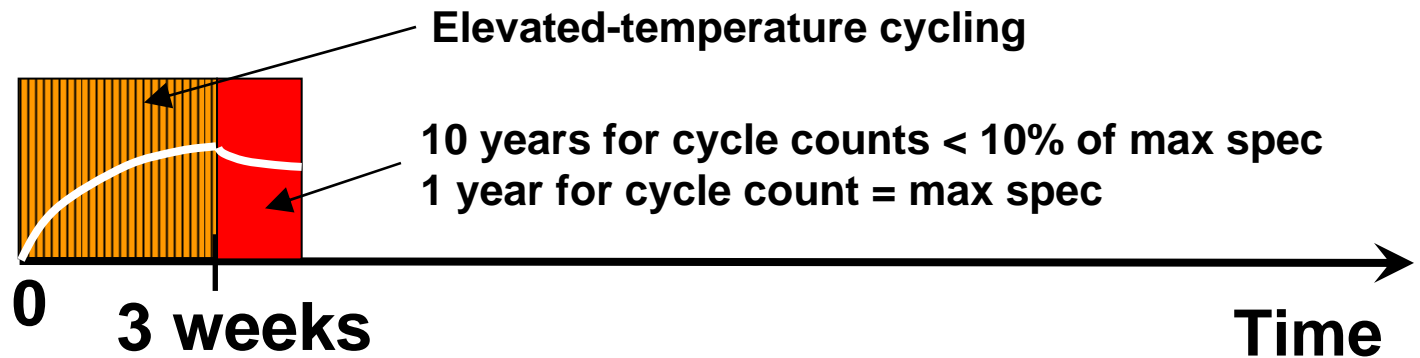 Elevated-temperature cycling
10 years for cycle counts < 10% of max spec
1 year for cycle count = max spec
0
3 weeks
Time